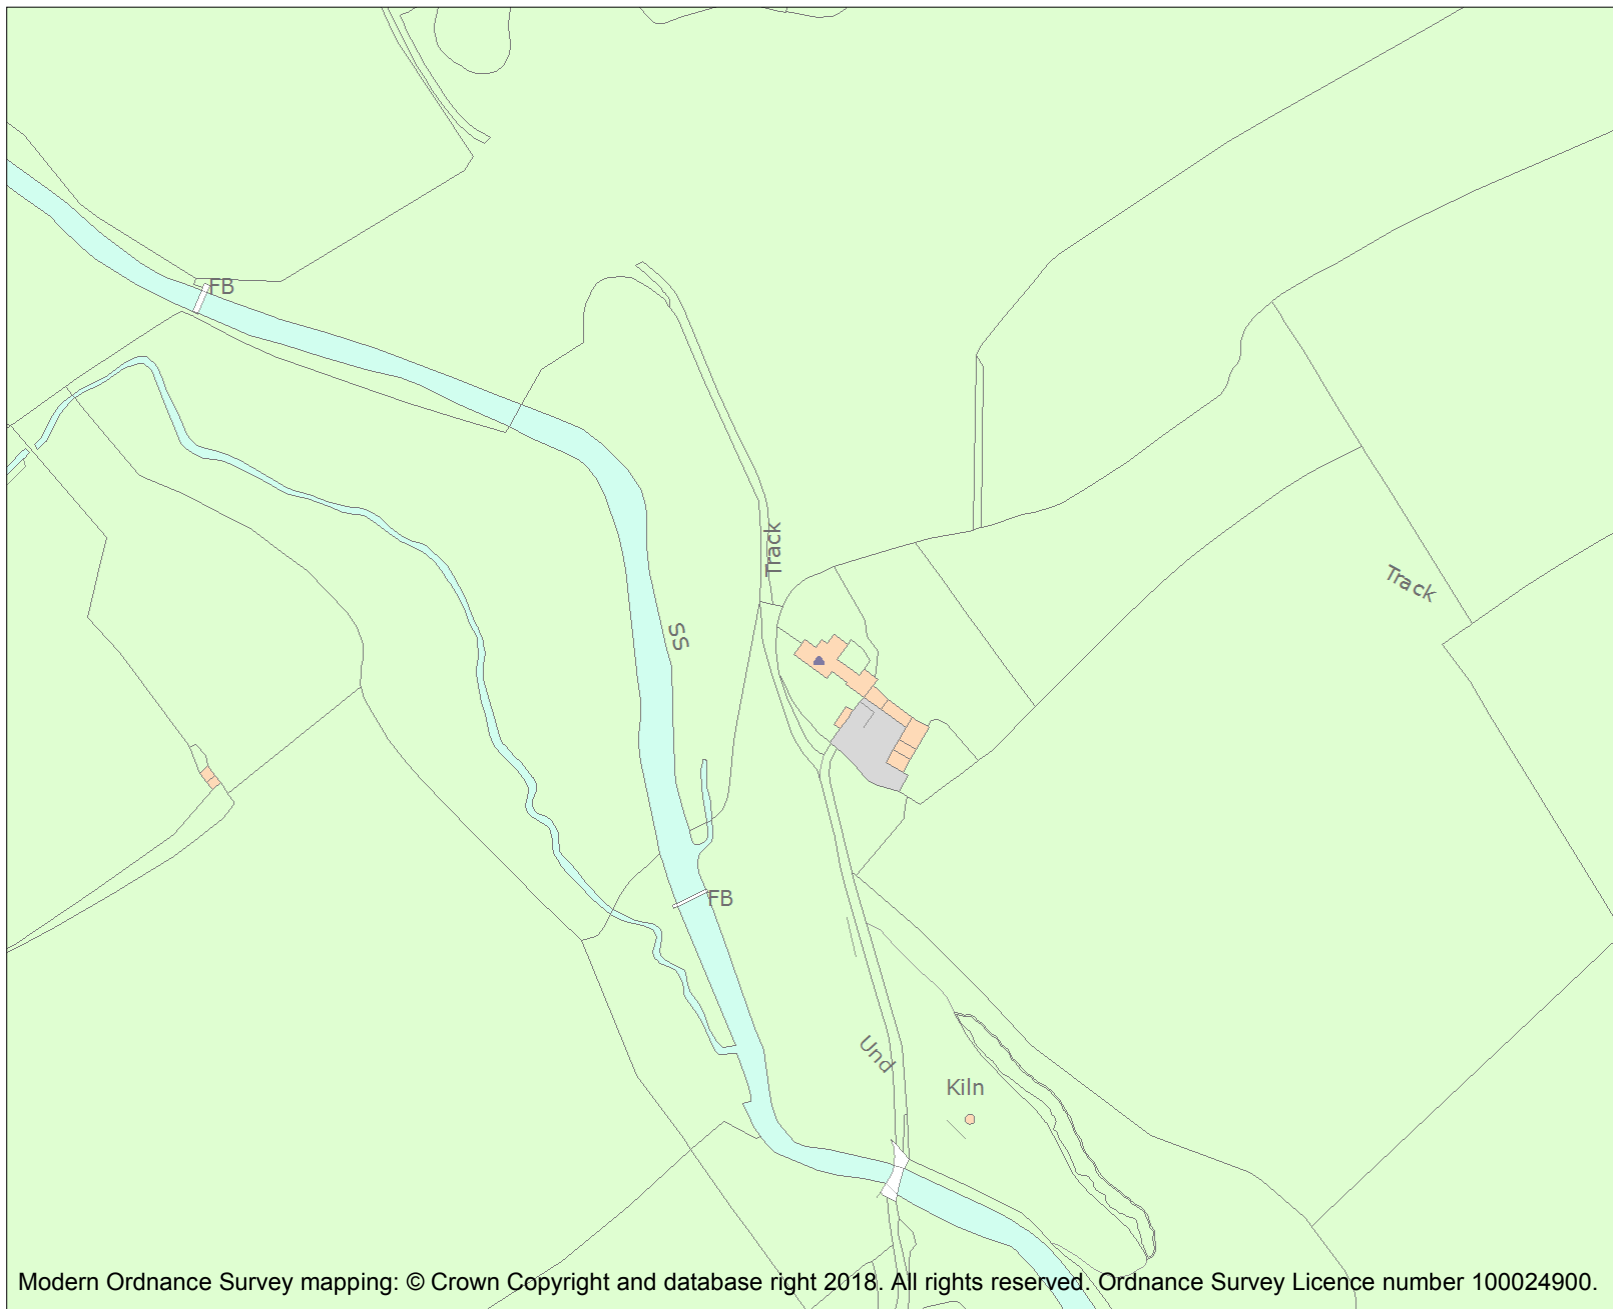 FB
Track
Track
SS
FB
Und
Kiln
Modern Ordnance Survey mapping: © Crown Copyright and database right 2018. All rights reserved. Ordnance Survey Licence number 100024900.